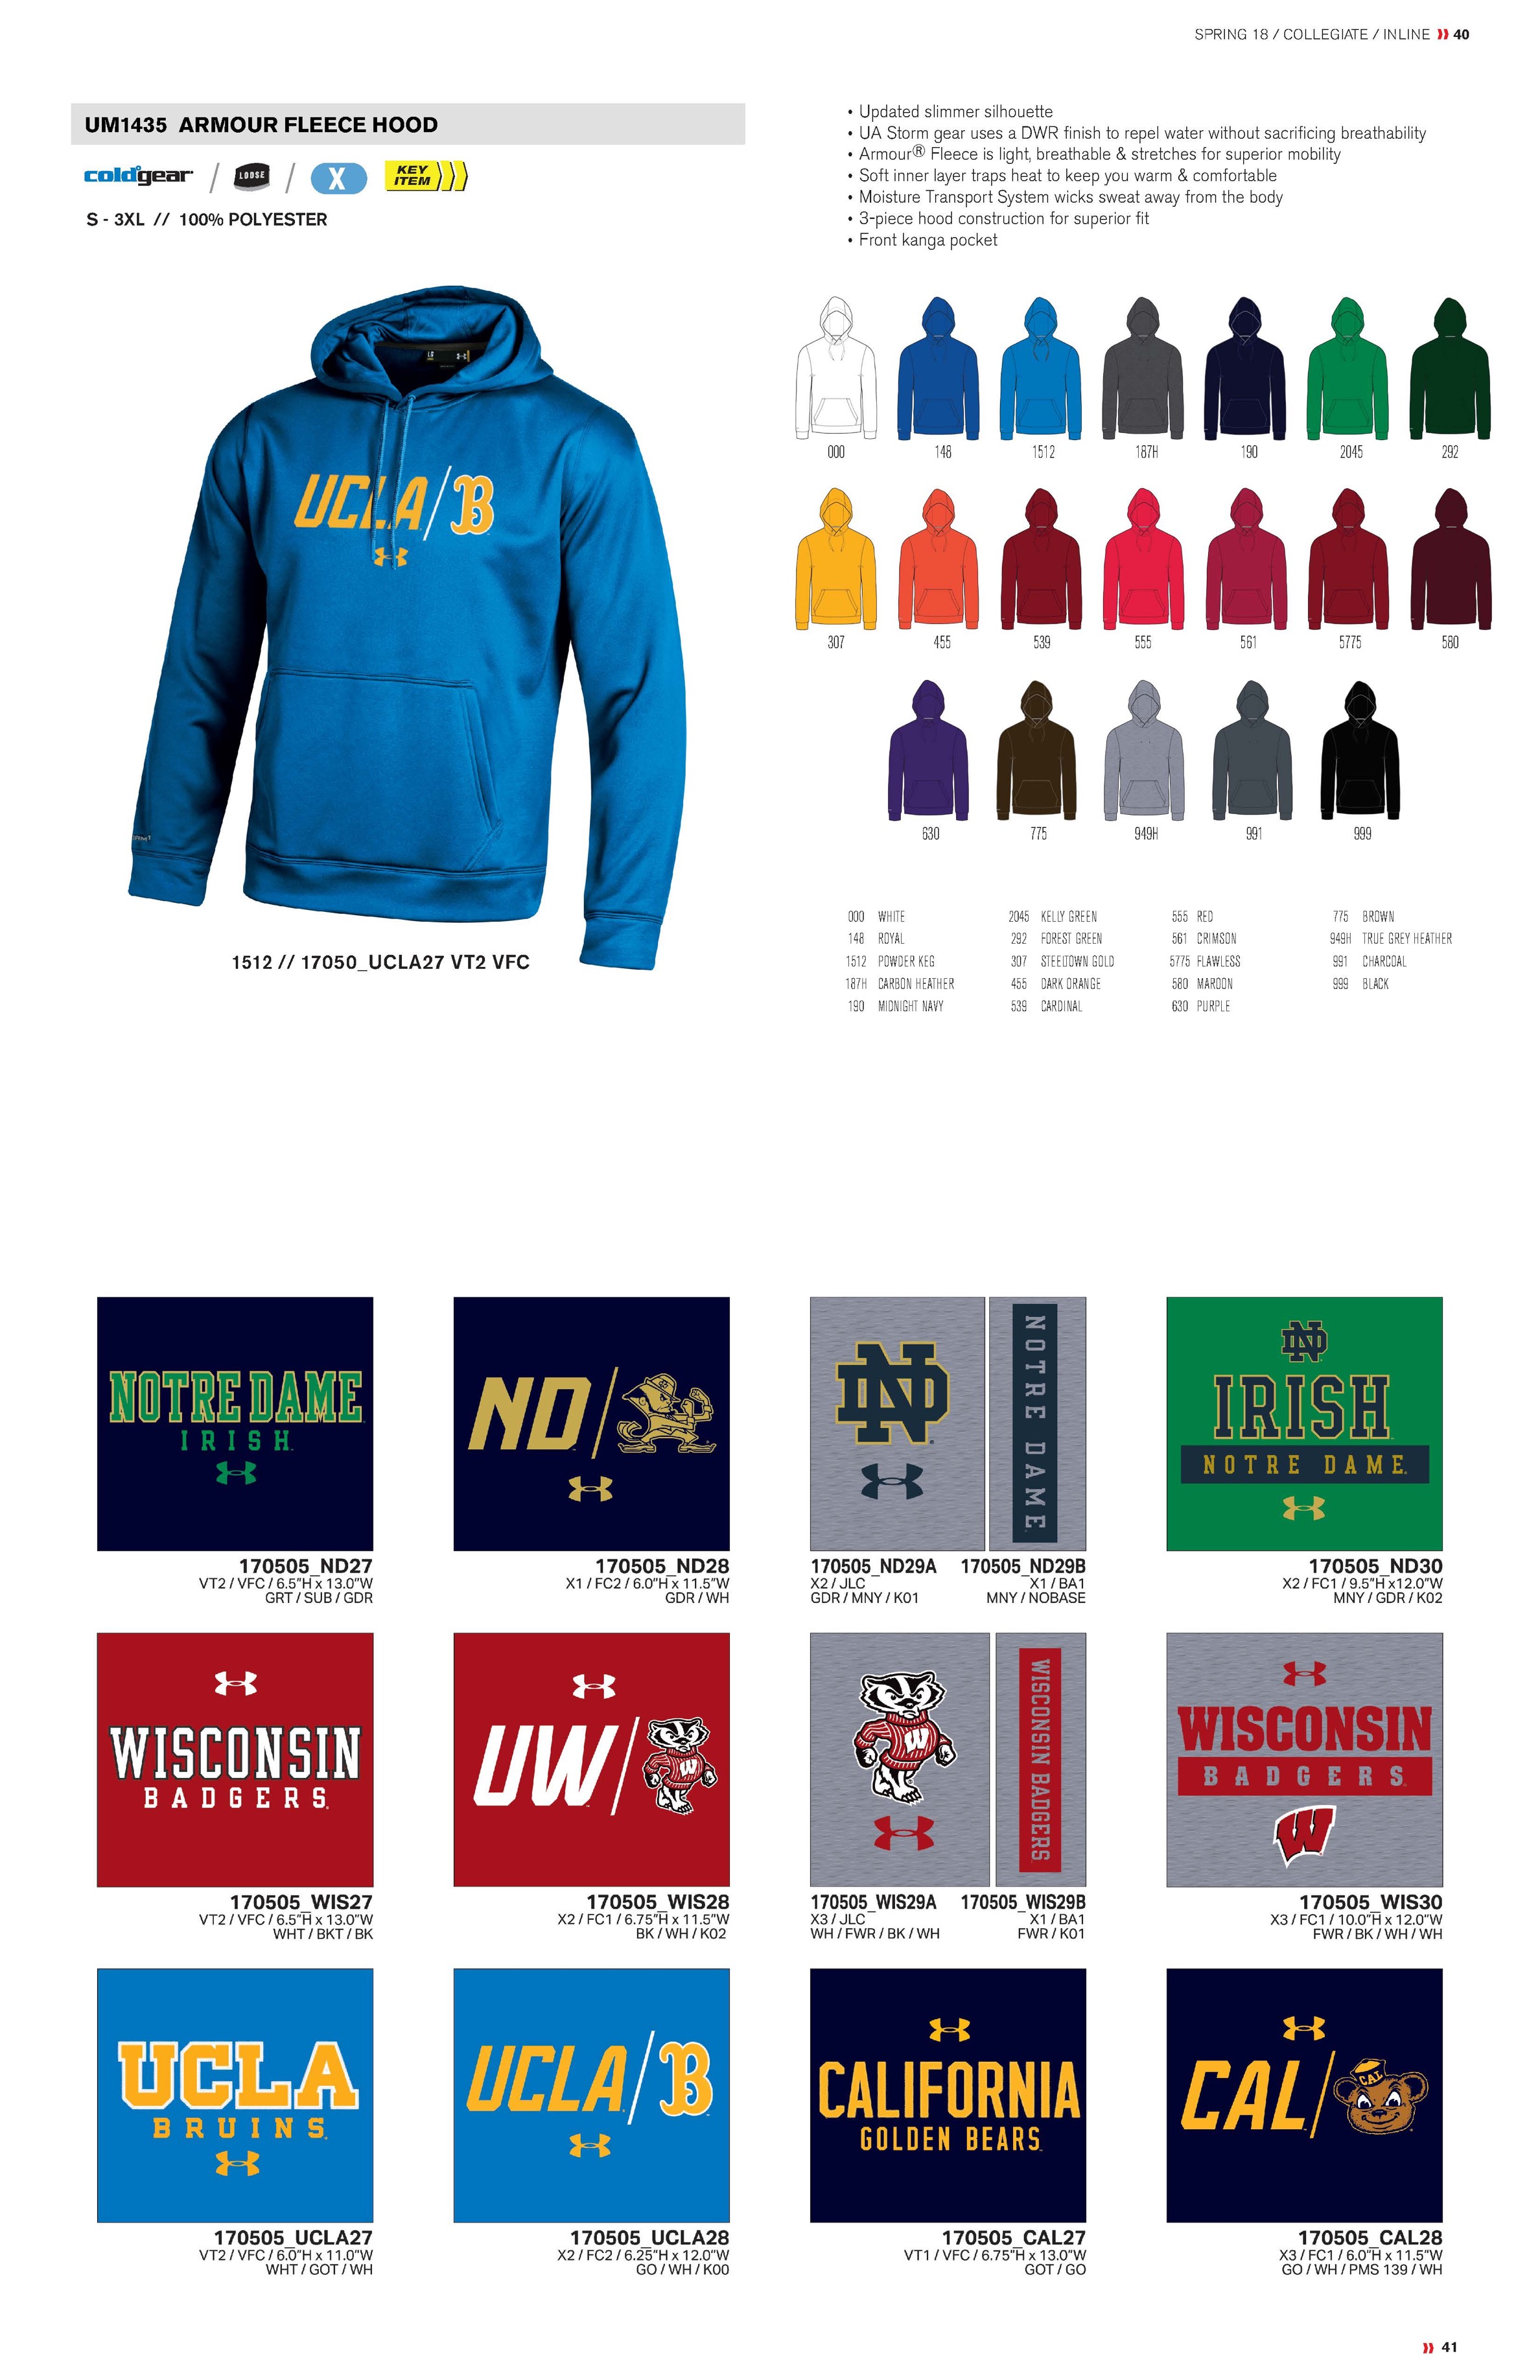 SPRING 18 / COLLEGIATE / INLINE 40
UM1435 ARMOUR FLEECE HOOD
coldgear / LOOSE / X KEY ITEM
S - 3XL // 100% POLYESTER
• Updated slimmer silhouette
• UA Storm gear uses a DWR finish to repel water without sacrificing breathability
• Armour® Fleece is light, breathable & stretches for superior mobility
• Soft inner layer traps heat to keep you warm & comfortable
• Moisture Transport System wicks sweat away from the body
• 3-piece hood construction for superior fit
• Front kanga pocket
LG
UCLA/B
1512 // 17050_UCLA27 VT2 VFC
000 148 1512 187H 190 2045 292
307 455 539 555 561 5775 580
630 775 949H 991 999
000 WHITE
148 ROYAL
1512 POWDER KEG
187H CARBON HEATHER
190 MIDNIGHT NAVY
2045 KELLY GREEN
292 FOREST GREEN
307 STEELTOWN GOLD
455 DARK ORANGE
539 CARDINAL
555 RED
561 CRIMSON
5775 FLAWLESS
580 MAROON
630 PURPLE
775 BROWN
949H TRUE GREY HEATHER
991 CHARCOAL
999 BLACK
NOTRE DAME
IRISH
170505_ND27
VT2 / VFC / 6.5"H x 13.0"W
GRT / SUB / GDR
ND/
170505_ND28
X1 / FC2 / 6.0"H x 11.5"W
GDR / WH
ND
170505_ND29A
X2 / JLC
GDR / MNY / K01
NOTRE DAME
170505_ND29B
X1 / BA1
MNY / NOBASE
ND
IRISH
NOTRE DAME
170505_ND30
X2 / FC1 / 9.5"H x12.0"W
MNY / GDR / K02
WISCONSIN
BADGERS
170505_WIS27
VT2 / VFC / 6.5"H x 13.0"W
WHT / BKT / BK
UW/
W
170505_WIS28
X2 / FC1 / 6.75"H x 11.5"W
BK / WH / K02
W
170505_WIS29A
X3 / JLC
WH / FWR / BK / WH
WISCONSIN BADGERS
170505_WIS29B
X1 / BA1
FWR / K01
WISCONSIN
BADGERS
W
170505_WIS30
X3 / FC1 / 10.0"H x 12.0"W
FWR / BK / WH / WH
UCLA
BRUINS
170505_UCLA27
VT2 / VFC / 6.0"H x 11.0"W
WHT / GOT / WH
UCLA/B
170505_UCLA28
X2 / FC2 / 6.25"H x 12.0"W
GO / WH / K00
CALIFORNIA
GOLDEN BEARS
170505_CAL27
VT1 / VFC / 6.75"H x 13.0"W
GOT / GO
CAL/
CAL
170505_CAL28
X3 / FC1 / 6.0"H x 11.5"W
GO / WH / PMS 139 / WH
41